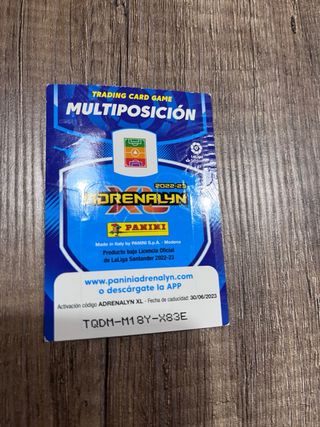 TRADING CARD GAME
MULTIPOSICIÓN
LaLiga
2022-23
ADRENALYN
XL
PANINI
Made in Italy by PANINI S.p.A. - Modena
Producto bajo Licencia Oficial
de LaLiga Santander 2022-23
www.paniniadrenalyn.com
o descárgate la APP
Activación código ADRENALYN XL - Fecha de caducidad: 30/06/2023
TQDM-M18Y-X83E